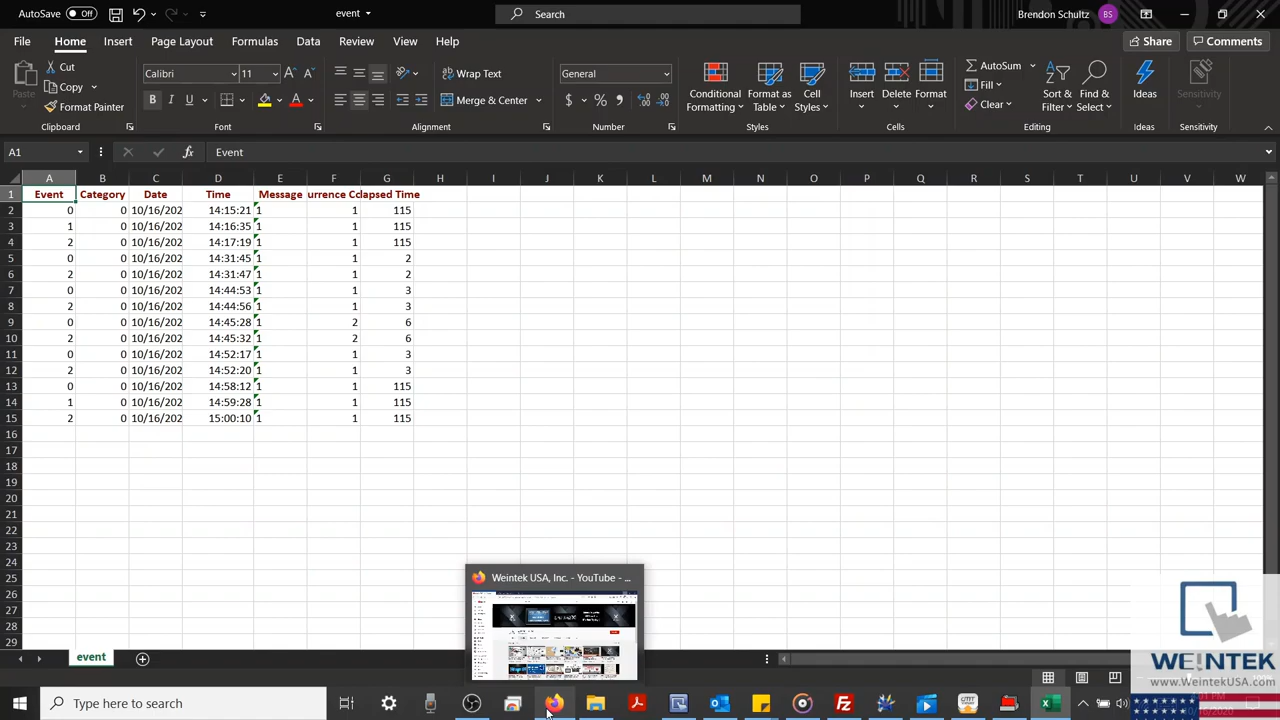 AutoSave Off event Search Brendon Schultz BS
File Home Insert Page Layout Formulas Data Review View Help Share Comments
Cut Calibri 11 Wrap Text General AutoSum
Paste Copy Fill
Format Painter Merge & Center Conditional Formatting Format as Table Cell Styles Insert Delete Format Clear Sort & Filter Find & Select Ideas Sensitivity
Clipboard Font Alignment Number Styles Cells Editing Ideas Sensitivity
A1 fx Event
A B C D E F G H I J K L M N O P Q R S T U V W
1 Event Category Date Time Message urrence Cc lapsed Time
2 0 0 10/16/202 14:15:21 1 1 115
3 1 0 10/16/202 14:16:35 1 1 115
4 2 0 10/16/202 14:17:19 1 1 115
5 0 0 10/16/202 14:31:45 1 1 2
6 2 0 10/16/202 14:31:47 1 1 2
7 0 0 10/16/202 14:44:53 1 1 3
8 2 0 10/16/202 14:44:56 1 1 3
9 0 0 10/16/202 14:45:28 1 2 6
10 2 0 10/16/202 14:45:32 1 2 6
11 0 0 10/16/202 14:52:17 1 1 3
12 2 0 10/16/202 14:52:20 1 1 3
13 0 0 10/16/202 14:58:12 1 1 115
14 1 0 10/16/202 14:59:28 1 1 115
15 2 0 10/16/202 15:00:10 1 1 115
16
17
18
19
20
21
22
23
24
25
26
27
28
29
Weintek USA, Inc. - YouTube - ...
event
WEINTEK
www.WeintekUSA.com
Type here to search
10/16/2020